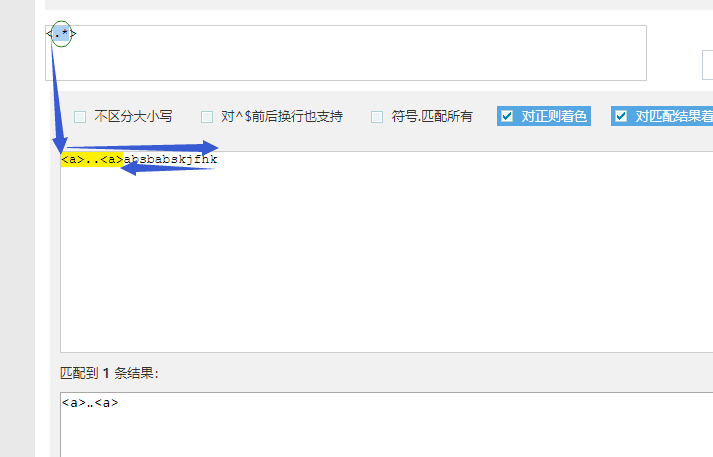 <.*>
不区分大小写 对^$前后换行也支持 符号.匹配所有 对正则着色 对匹配结果着
<a>..<a>absbabskjfhk
匹配到 1 条结果:
<a>..<a>